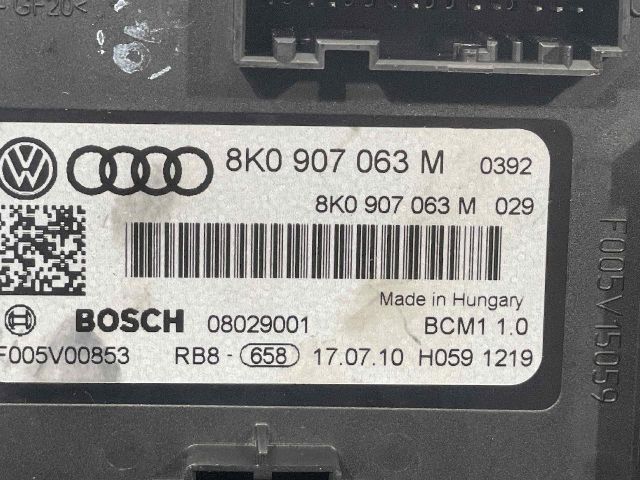 GF20<
8K0 907 063 M 0392
8K0 907 063 M 029
Made in Hungary
BOSCH 08029001 BCM1 1.0
F005V00853 RB8- 658 17.07.10 H059 1219
F005V15059